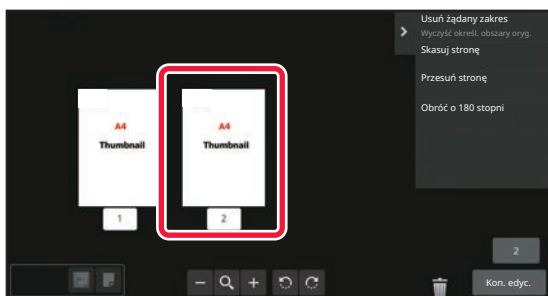 Usuń żądany zakres
Wyczyść określ. obszary oryg.
Skasuj stronę
Przesuń stronę
Obróć o 180 stopni
A4
Thumbnail
A4
Thumbnail
1
2
2
Kon. edyc.